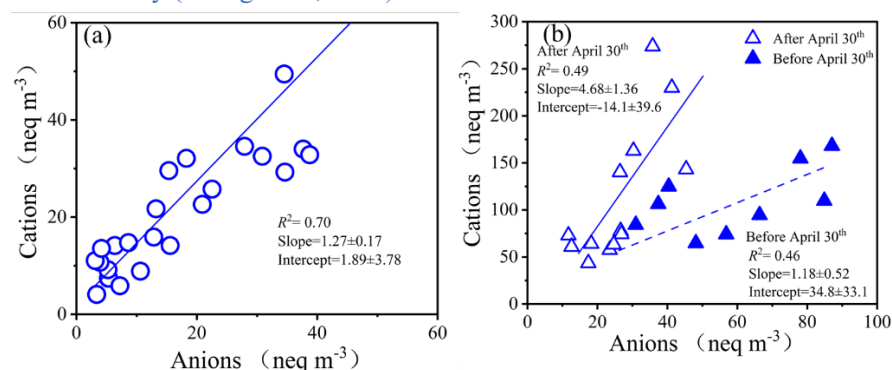 (a)
60
40
20
0
Cations （neq m-3）
R2= 0.70
Slope=1.27±0.17
Intercept=1.89±3.78
0 20 40 60
Anions （neq m-3）
(b)
300
250
200
150
100
50
0
Cations （neq m-3）
After April 30th
R2= 0.49
Slope=4.68±1.36
Intercept=-14.1±39.6
After April 30th
Before April 30th
Before April 30th
R2= 0.46
Slope=1.18±0.52
Intercept=34.8±33.1
0 20 40 60 80 100
Anions （neq m-3）